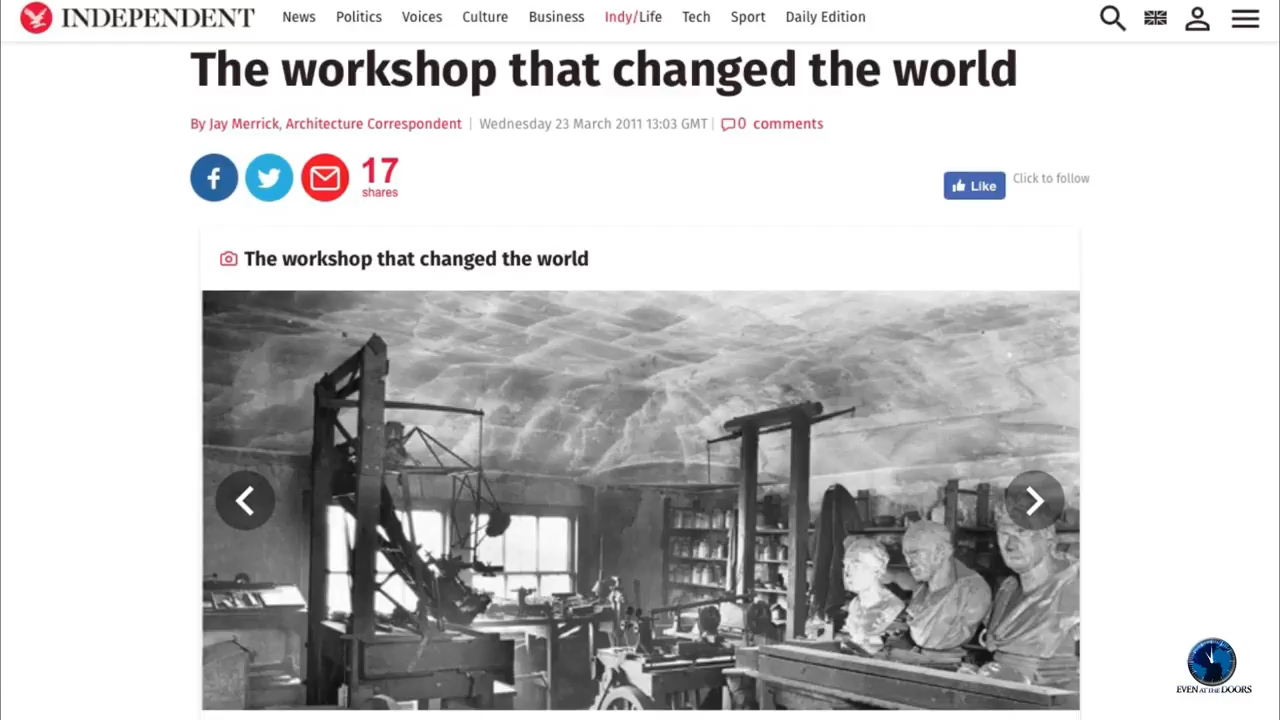 INDEPENDENT News Politics Voices Culture Business Indy/Life Tech Sport Daily Edition
The workshop that changed the world
By Jay Merrick, Architecture Correspondent | Wednesday 23 March 2011 13:03 GMT | 0 comments
17
shares
Like Click to follow
The workshop that changed the world
EVEN AT THE DOORS